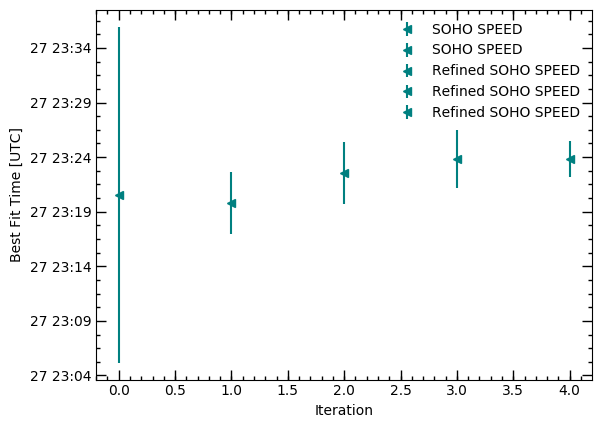 SOHO SPEED
SOHO SPEED
Refined SOHO SPEED
Refined SOHO SPEED
Refined SOHO SPEED
27 23:34
27 23:29
27 23:24
27 23:19
27 23:14
27 23:09
27 23:04
Best Fit Time [UTC]
0.0 0.5 1.0 1.5 2.0 2.5 3.0 3.5 4.0
Iteration